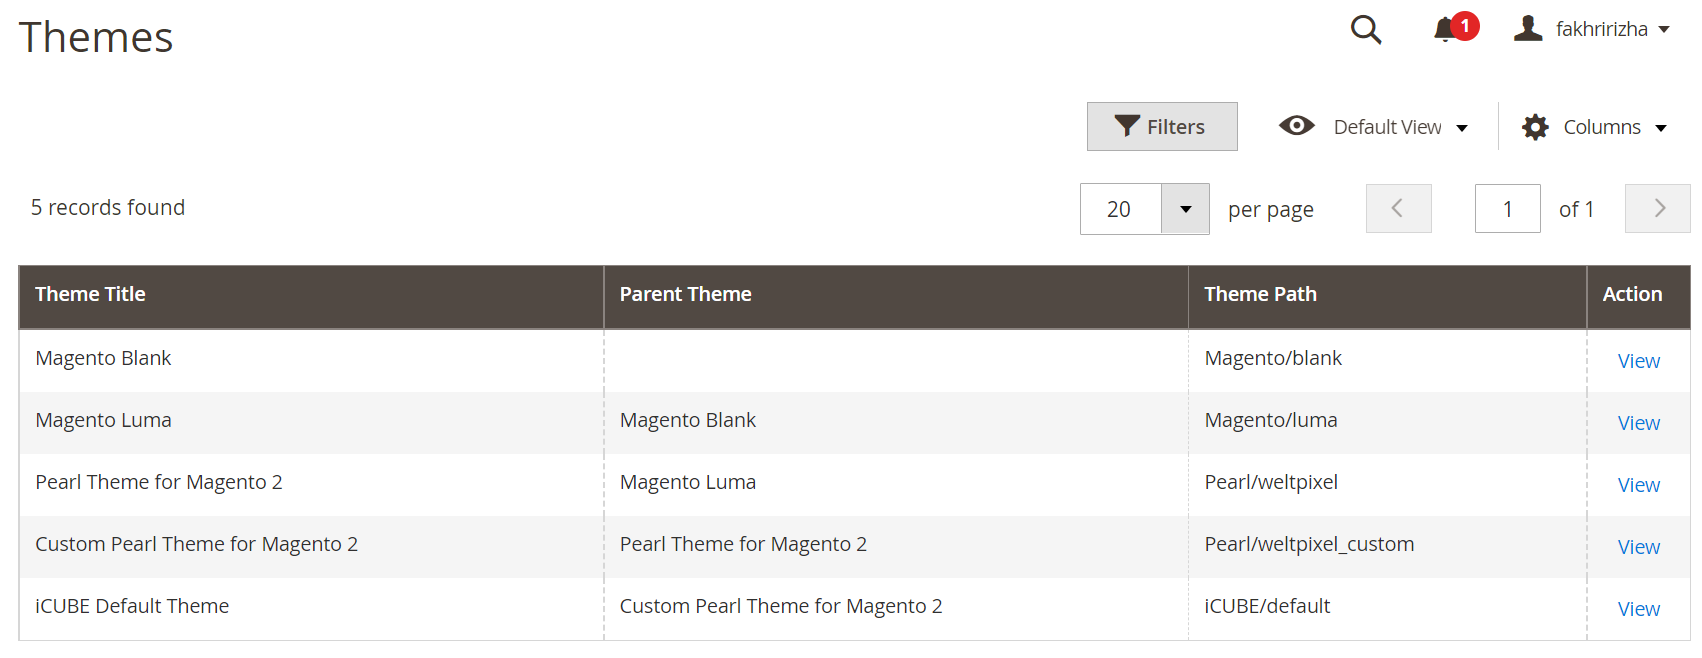 Themes
1
fakhririzha
Filters
Default View
Columns
5 records found
20
per page
1
of 1
Theme Title Parent Theme Theme Path Action
Magento Blank Magento/blank View
Magento Luma Magento Blank Magento/luma View
Pearl Theme for Magento 2 Magento Luma Pearl/weltpixel View
Custom Pearl Theme for Magento 2 Pearl Theme for Magento 2 Pearl/weltpixel_custom View
iCUBE Default Theme Custom Pearl Theme for Magento 2 iCUBE/default View